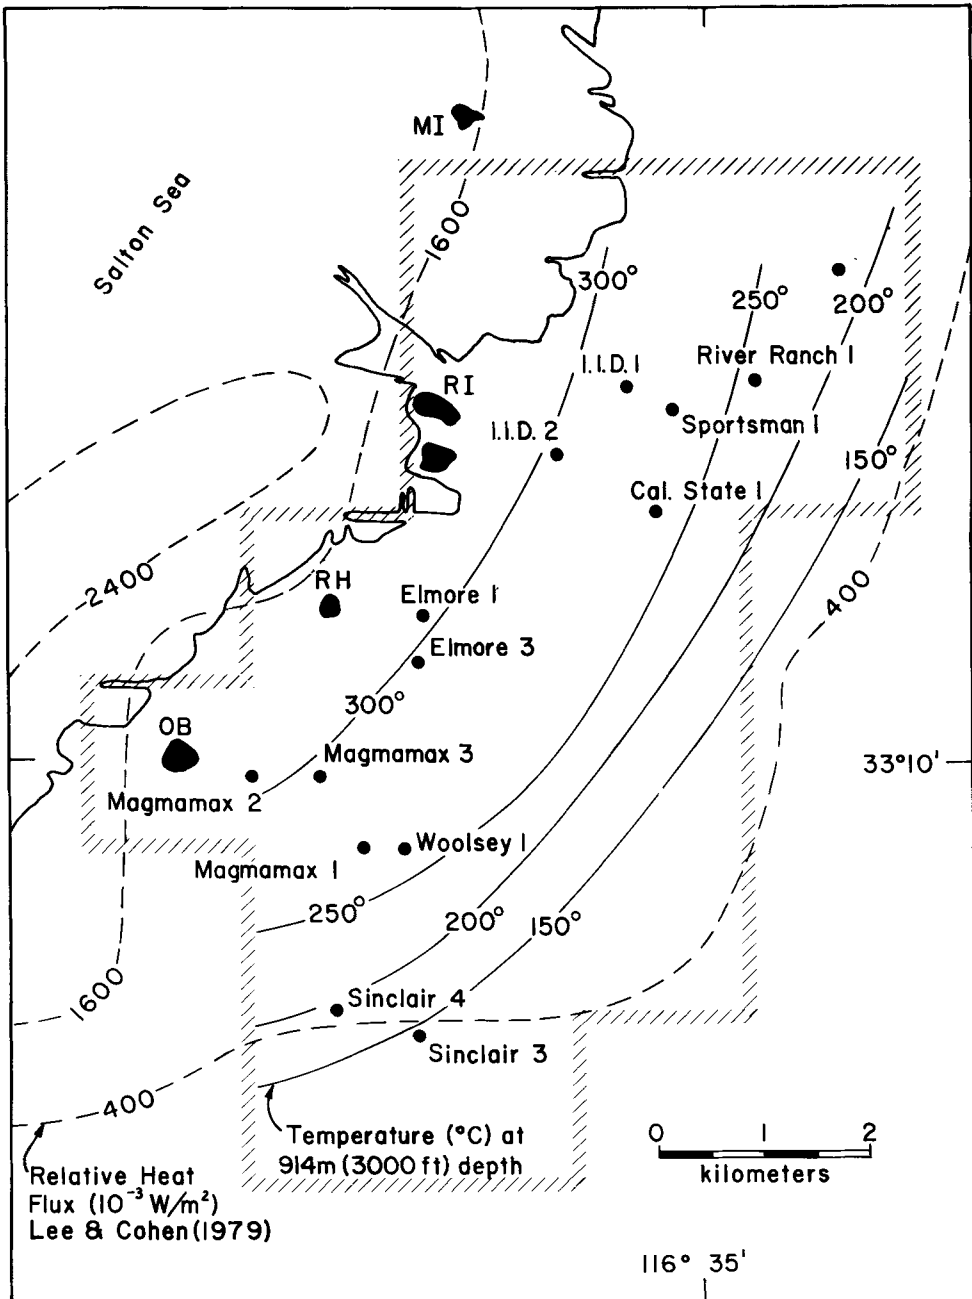 MI
Salton Sea
1600
300°
250°
200°
I.I.D. 1
River Ranch 1
RI
Sportsman 1
I.I.D. 2
150°
Cal. State 1
2400
RH
400
Elmore 1
Elmore 3
300°
OB
Magmamax 3
33°10'
Magmamax 2
Woolsey 1
Magmamax 1
250°
200°
150°
1600
Sinclair 4
Sinclair 3
400
Temperature (°C) at
914m (3000 ft) depth
0 1 2
kilometers
Relative Heat
Flux (10⁻³ W/m²)
Lee & Cohen (1979)
116° 35'